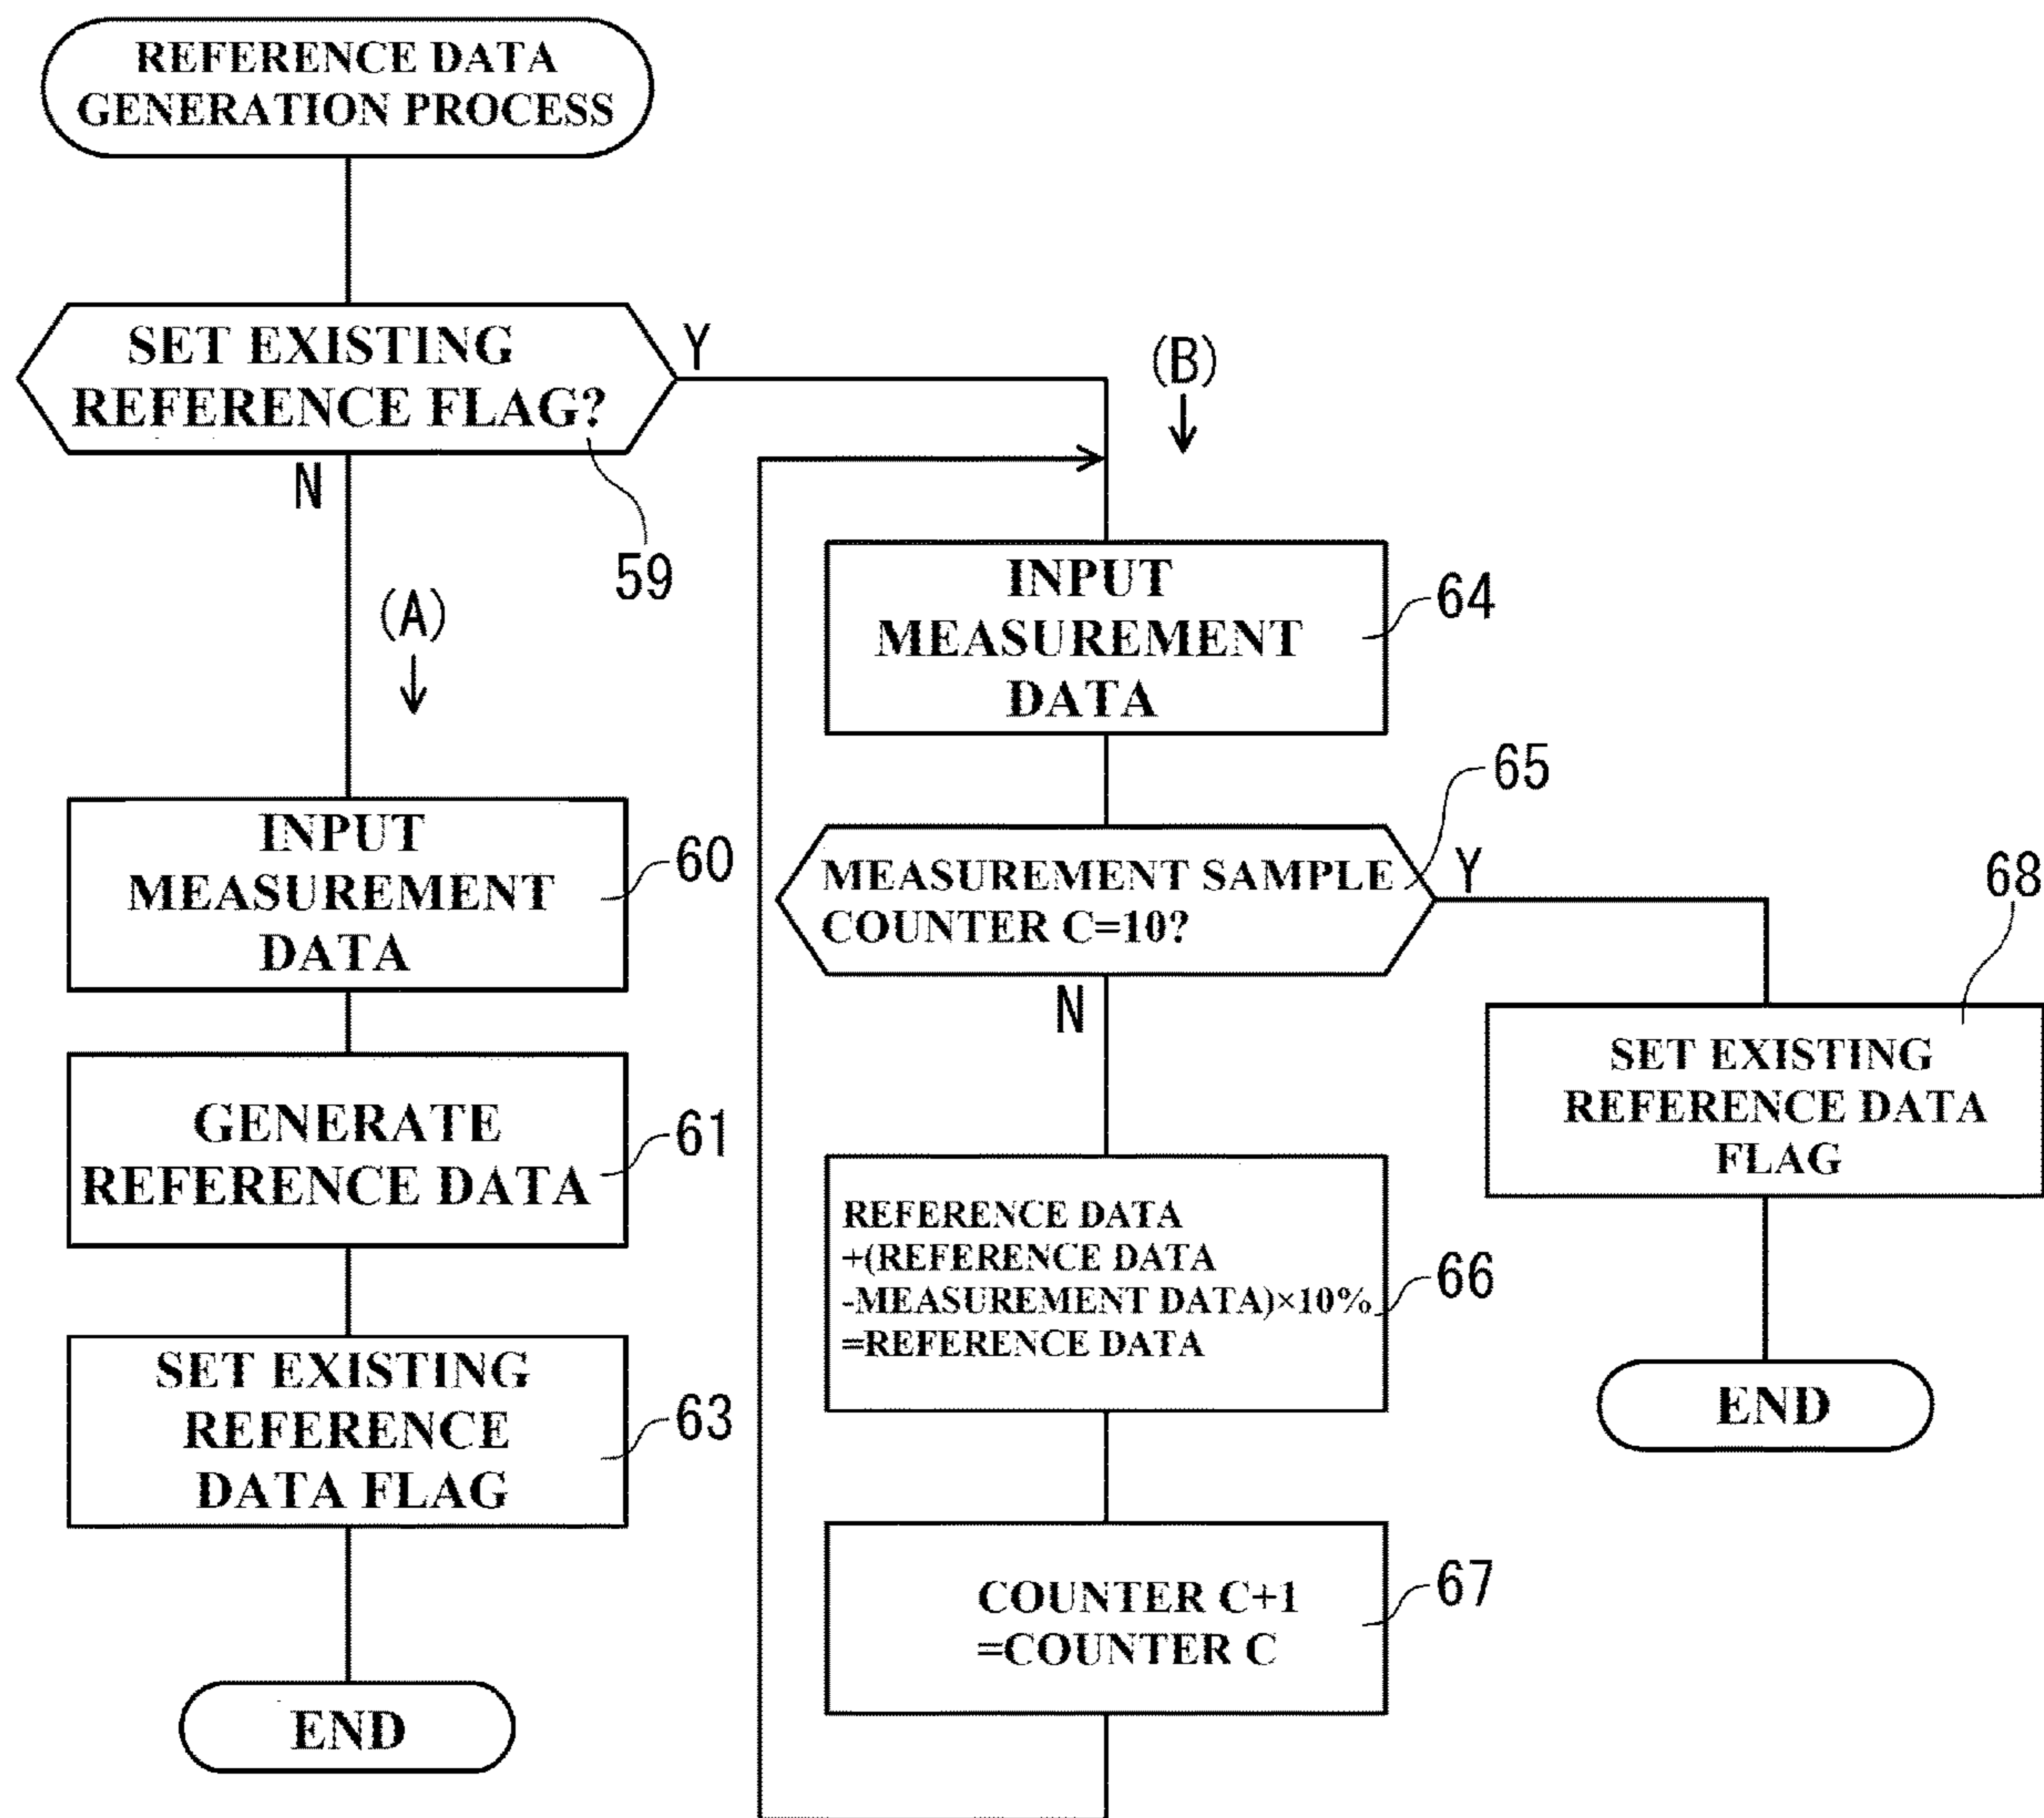 REFERENCE DATA
GENERATION PROCESS
SET EXISTING
REFERENCE FLAG?
Y
N
59
(A)
INPUT
MEASUREMENT
DATA
60
GENERATE
REFERENCE DATA
61
SET EXISTING
REFERENCE
DATA FLAG
63
END
(B)
INPUT
MEASUREMENT
DATA
64
MEASUREMENT SAMPLE
COUNTER C=10?
65
Y
N
REFERENCE DATA
+(REFERENCE DATA
-MEASUREMENT DATA)×10%
=REFERENCE DATA
66
COUNTER C+1
=COUNTER C
67
68
SET EXISTING
REFERENCE DATA
FLAG
END